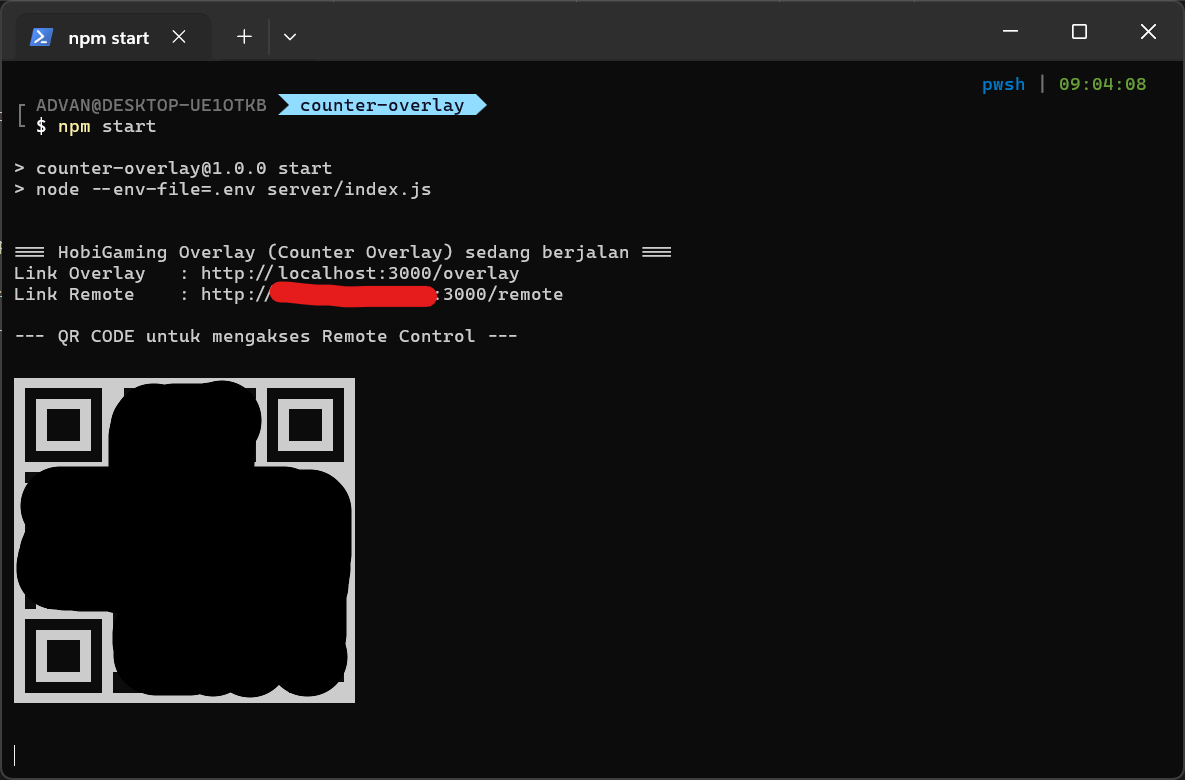 npm start
pwsh | 09:04:08
ADVAN@DESKTOP-UE1OTKB counter-overlay
$ npm start
> counter-overlay@1.0.0 start
> node --env-file=.env server/index.js
=== HobiGaming Overlay (Counter Overlay) sedang berjalan ===
Link Overlay : http://localhost:3000/overlay
Link Remote : http:// :3000/remote
--- QR CODE untuk mengakses Remote Control ---